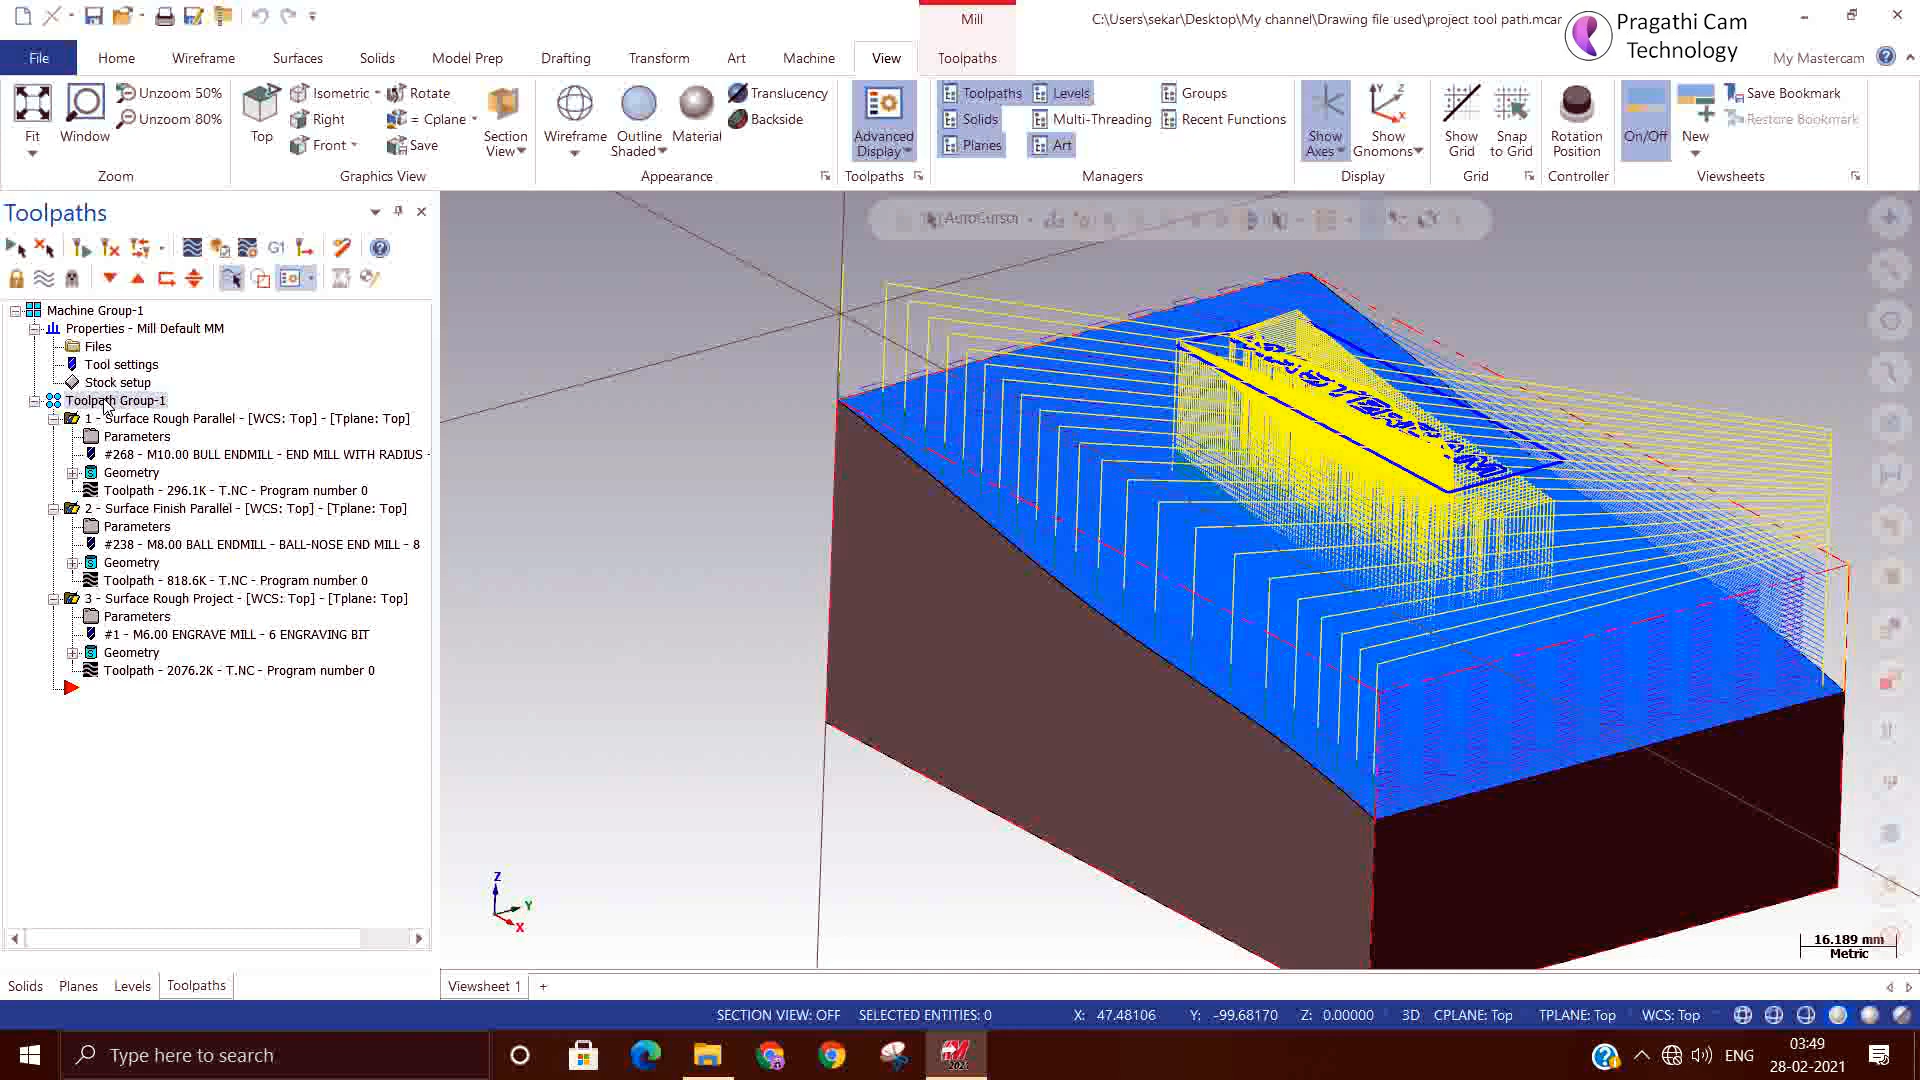 Mill
C:\Users\sekar\Desktop\My channel\Drawing file used\project tool path.mcar
Pragathi Cam
Technology
File
Home
Wireframe
Surfaces
Solids
Model Prep
Drafting
Transform
Art
Machine
View
Toolpaths
My Mastercam
Fit
Window
Unzoom 50%
Unzoom 80%
Zoom
Top
Isometric
Right
Front
Rotate
= Cplane
Save
Section
View
Graphics View
Wireframe
Outline
Shaded
Material
Translucency
Backside
Appearance
Advanced
Display
Toolpaths
Toolpaths
Levels
Groups
Solids
Multi-Threading
Recent Functions
Planes
Art
Managers
Show
Axes
Show
Gnomons
Display
Show
Grid
Snap
to Grid
Grid
Rotation
Position
Controller
On/Off
New
Save Bookmark
Restore Bookmark
Viewsheets
Toolpaths
G1
AutoCursor
Machine Group-1
Properties - Mill Default MM
Files
Tool settings
Stock setup
Toolpath Group-1
1 - Surface Rough Parallel - [WCS: Top] - [Tplane: Top]
Parameters
#268 - M10.00 BULL ENDMILL - END MILL WITH RADIUS -
Geometry
Toolpath - 296.1K - T.NC - Program number 0
2 - Surface Finish Parallel - [WCS: Top] - [Tplane: Top]
Parameters
#238 - M8.00 BALL ENDMILL - BALL-NOSE END MILL - 8
Geometry
Toolpath - 818.6K - T.NC - Program number 0
3 - Surface Rough Project - [WCS: Top] - [Tplane: Top]
Parameters
#1 - M6.00 ENGRAVE MILL - 6 ENGRAVING BIT
Geometry
Toolpath - 2076.2K - T.NC - Program number 0
Z
Y
X
16.189 mm
Metric
Solids
Planes
Levels
Toolpaths
Viewsheet 1
+
SECTION VIEW: OFF
SELECTED ENTITIES: 0
X: 47.48106
Y: -99.68170
Z: 0.00000
3D
CPLANE: Top
TPLANE: Top
WCS: Top
Type here to search
2021
ENG
03:49
28-02-2021